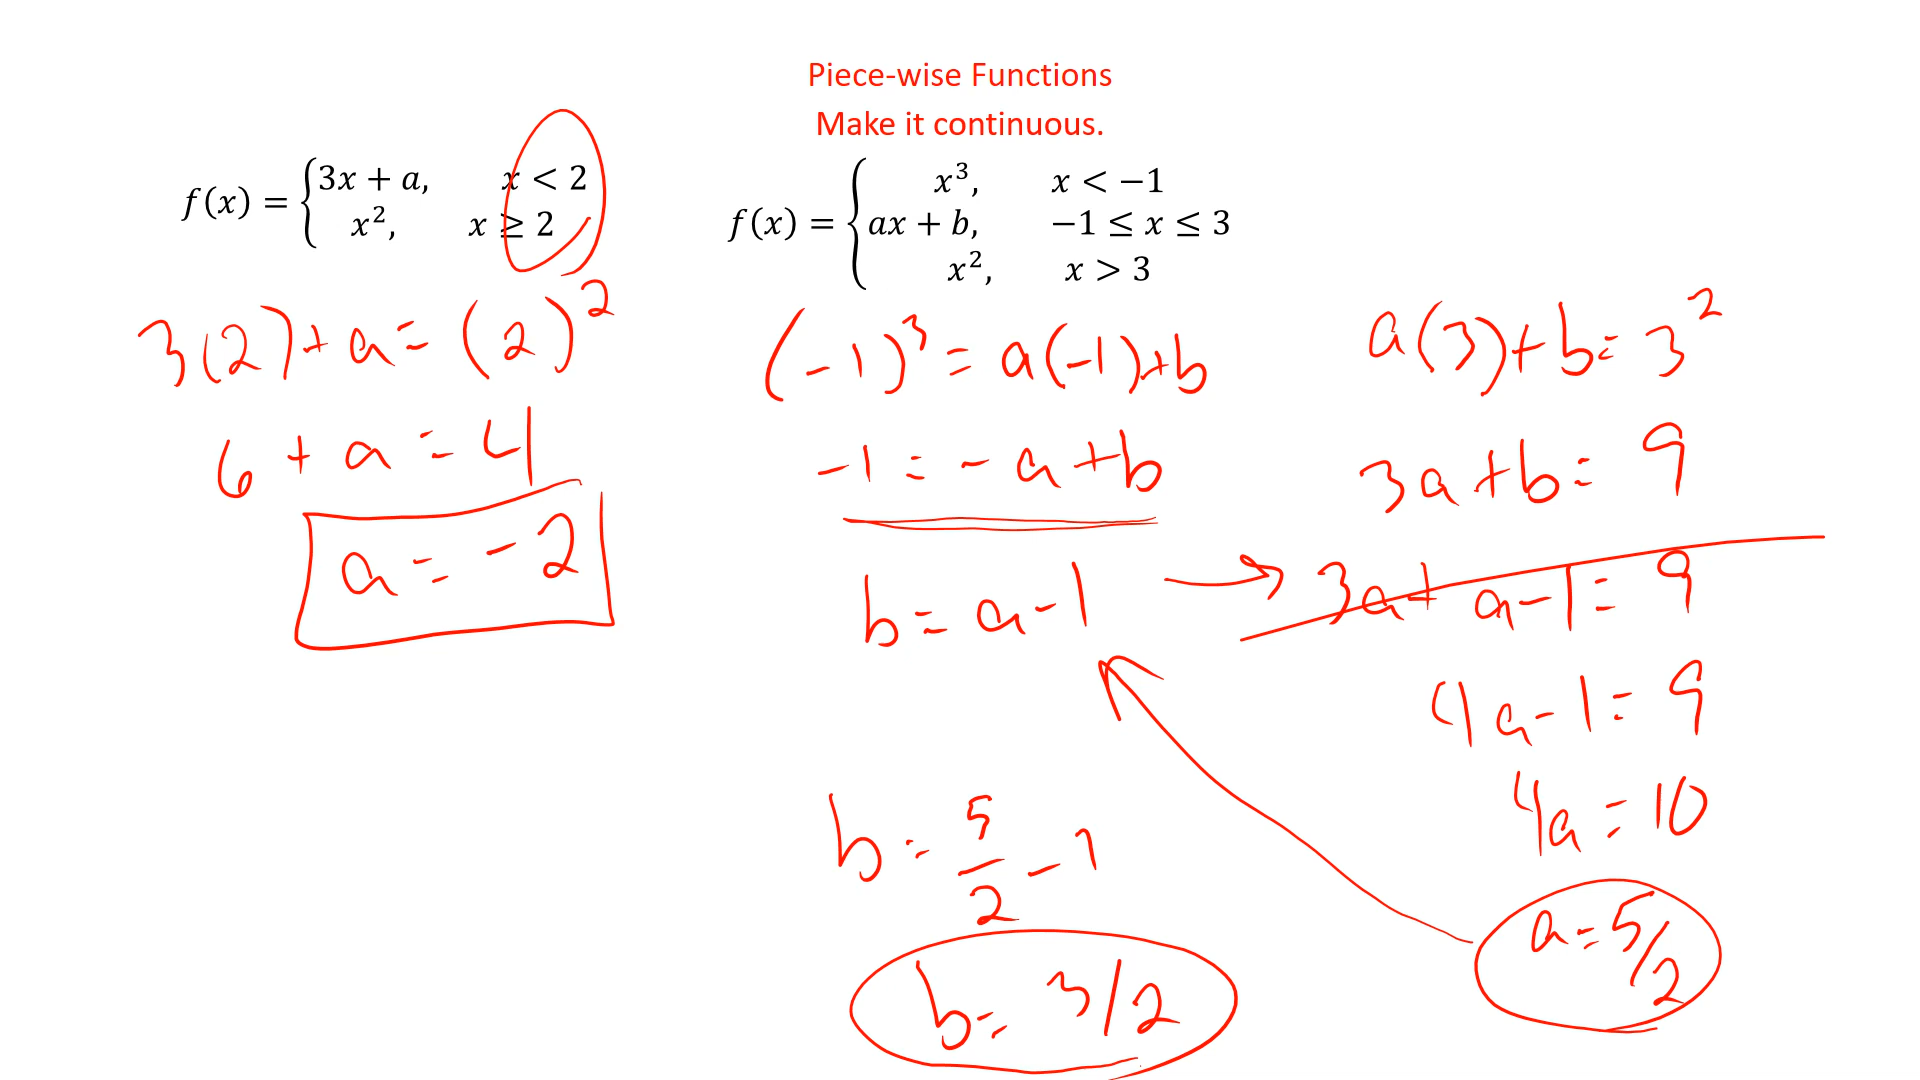 Piece-wise Functions
Make it continuous.
f(x) = {3x + a, x < 2
x², x ≥ 2
3(2) + a = (2)²
6 + a = 4
a = -2
f(x) = { x³, x < −1
ax + b, −1 ≤ x ≤ 3
x², x > 3
(-1)³ = a(-1)+b
-1 = -a+b
b = a-1
a(3)+b = 3²
3a+b = 9
3a+ a-1 = 9
4a-1 = 9
4a = 10
a = 5/2
b = 5/2 - 1
b = 3/2